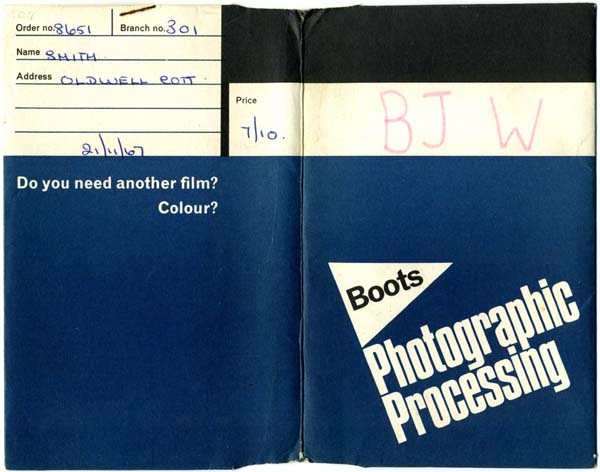 Order no. 8651 Branch no. 301
Name SMITH
Address OLDWELL COTT.
21/11/67
Price
7/10.
Do you need another film?
Colour?
BJ W
Boots
Photographic
Processing